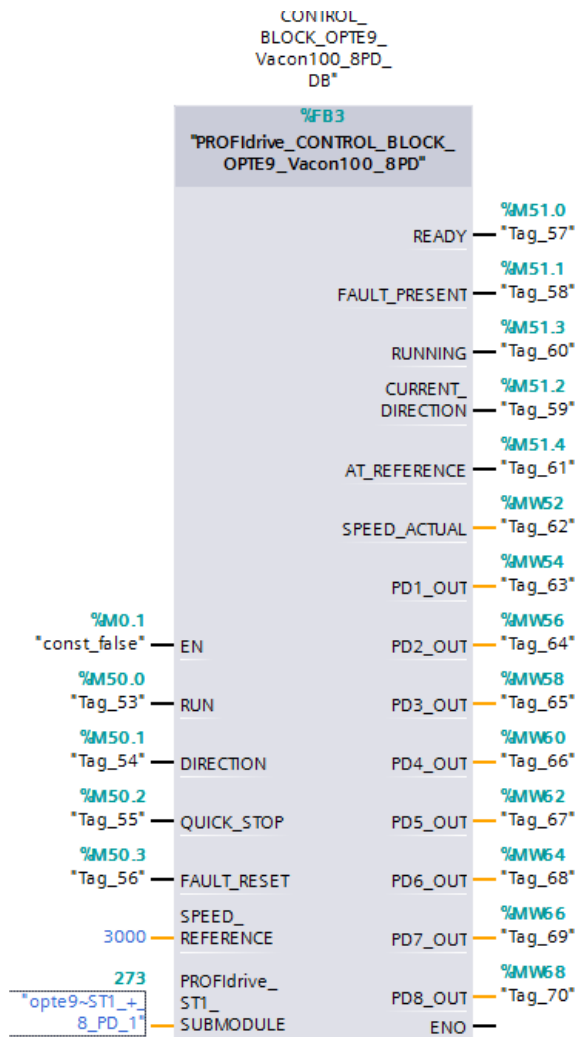 CONTROL_
BLOCK_OPTE9_
Vacon100_8PD_
DB"
%FB3
"PROFIdrive_CONTROL_BLOCK_
OPTE9_Vacon100_8PD"
%M51.0
READY "Tag_57"
%M51.1
FAULT_PRESENT "Tag_58"
%M51.3
RUNNING "Tag_60"
CURRENT_ %M51.2
DIRECTION "Tag_59"
%M51.4
AT_REFERENCE "Tag_61"
%MW52
SPEED_ACTUAL "Tag_62"
%MW54
PD1_OUT "Tag_63"
%M0.1 %MW56
"const_false" EN PD2_OUT "Tag_64"
%M50.0 %MW58
"Tag_53" RUN PD3_OUT "Tag_65"
%M50.1 %MW60
"Tag_54" DIRECTION PD4_OUT "Tag_66"
%M50.2 %MW62
"Tag_55" QUICK_STOP PD5_OUT "Tag_67"
%M50.3 %MW64
"Tag_56" FAULT_RESET PD6_OUT "Tag_68"
SPEED_ %MW66
3000 REFERENCE PD7_OUT "Tag_69"
273 PROFIdrive_ %MW68
"opte9~ST1_+_ ST1_ PD8_OUT "Tag_70"
8_PD_1" SUBMODULE ENO